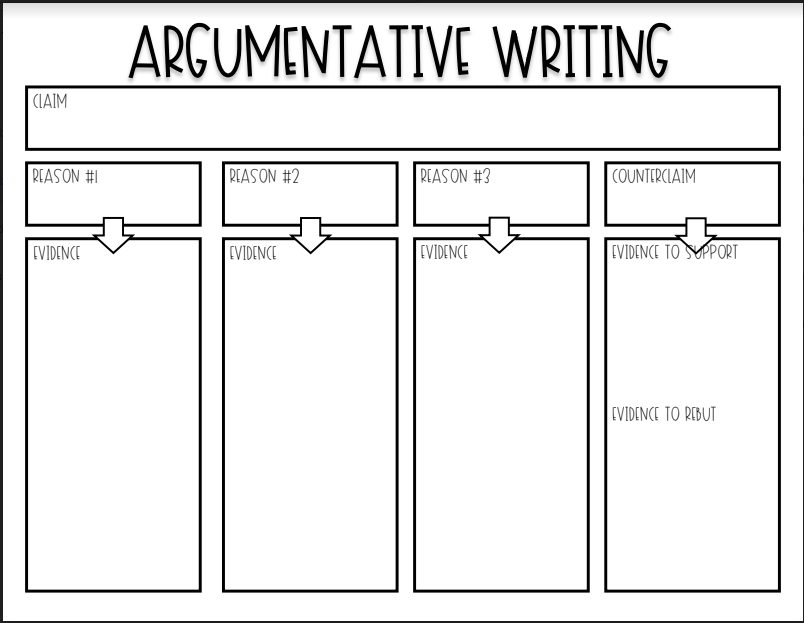 ARGUMENTATIVE WRITING
CLAIM
REASON #1
REASON #2
REASON #3
COUNTERCLAIM
EVIDENCE
EVIDENCE
EVIDENCE
EVIDENCE TO SUPPORT
EVIDENCE TO REBUT